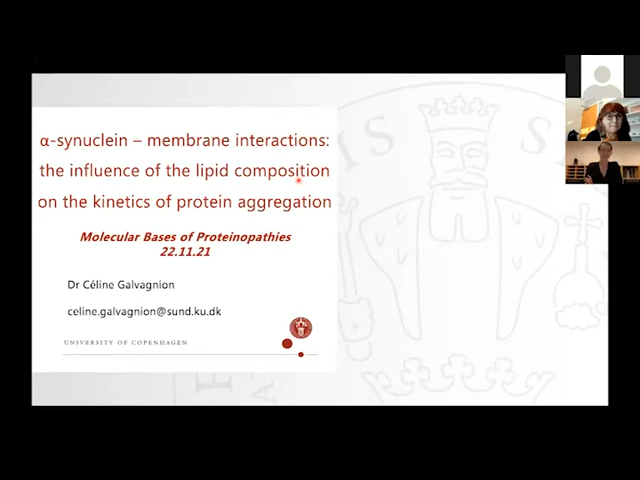 α-synuclein – membrane interactions:
the influence of the lipid composition
on the kinetics of protein aggregation
Molecular Bases of Proteinopathies
22.11.21
Dr Céline Galvagnion
celine.galvagnion@sund.ku.dk
UNIVERSITY OF COPENHAGEN